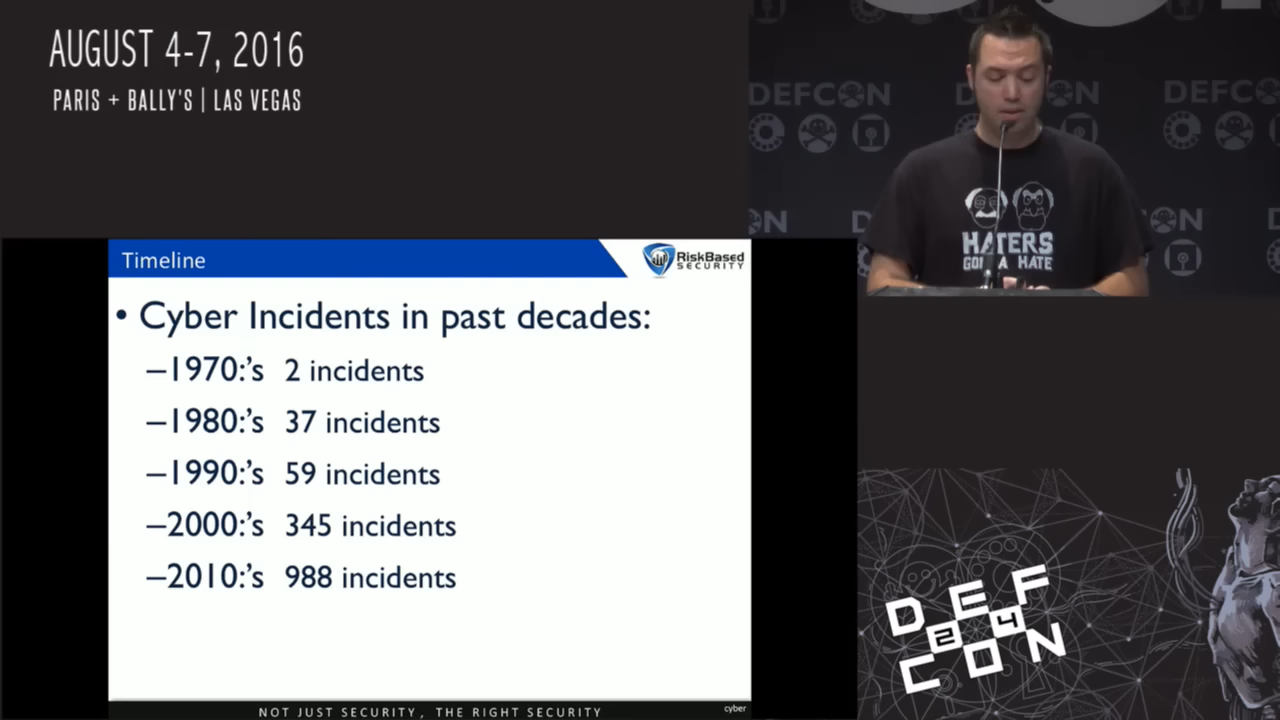 AUGUST 4-7, 2016
PARIS + BALLY'S | LAS VEGAS
DEFCON
DEFCON
CON
HATERS
GONNA HATE
Timeline
RiskBased
SECURITY
• Cyber Incidents in past decades:
–1970:'s 2 incidents
–1980:'s 37 incidents
–1990:'s 59 incidents
–2000:'s 345 incidents
–2010:'s 988 incidents
NOT JUST SECURITY, THE RIGHT SECURITY
cyber
DEF
24
CON